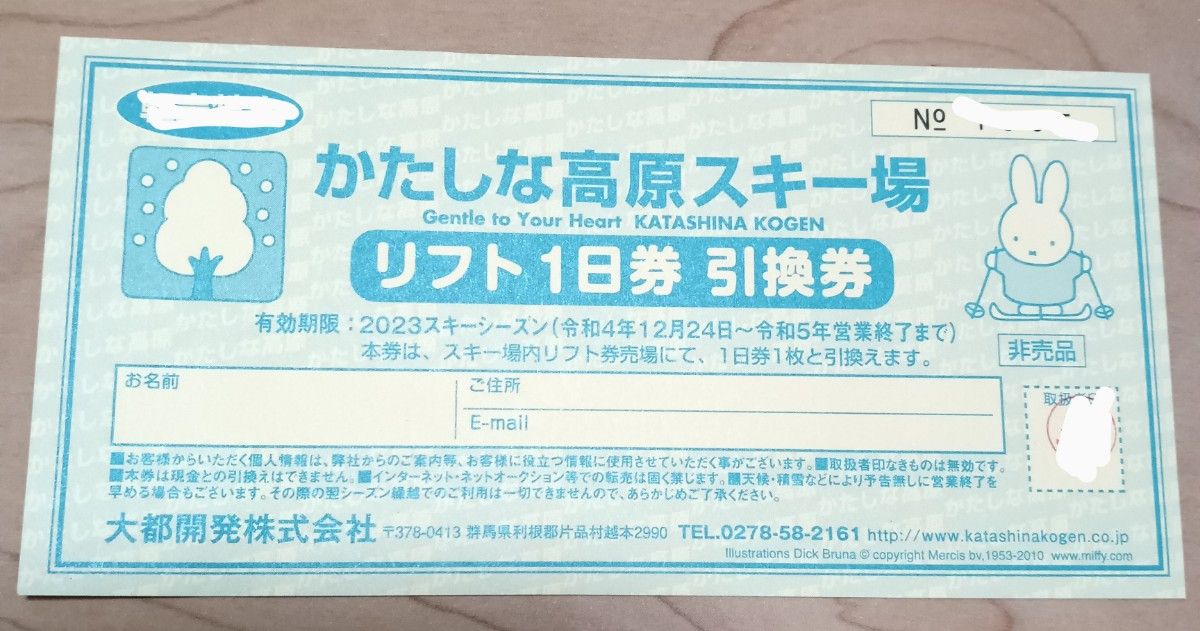 No
かたしな高原スキー場
Gentle to Your Heart KATASHINA KOGEN
リフト1日券 引換券
有効期限：2023スキーシーズン(令和4年12月24日～令和5年営業終了まで)
本券は、スキー場内リフト券売場にて、1日券1枚と引換えます。
非売品
お名前
ご住所
E-mail
取扱
■お客様からいただく個人情報は、弊社からのご案内等、お客様に役立つ情報に使用させていただく事がございます。■取扱者印なきものは無効です。
■本券は現金との引換えはできません。■インターネット・ネットオークション等での転売は固く禁じます。■天候・積雪などにより予告無しに営業終了を
早める場合もございます。その際の翌シーズン繰越でのご利用は一切できませんので、あらかじめご了承ください。
大都開発株式会社 〒378-0413 群馬県利根郡片品村越本2990 TEL.0278-58-2161 http://www.katashinakogen.co.jp
Illustrations Dick Bruna © copyright Mercis bv,1953-2010 www.miffy.com